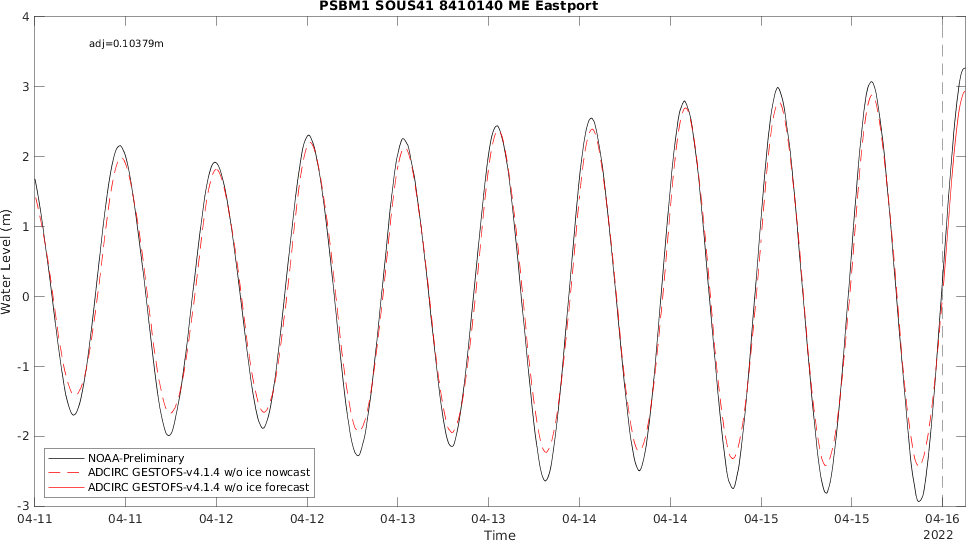 PSBM1 SOUS41 8410140 ME Eastport
adj=0.10379m
4
3
2
1
0
-1
-2
-3
Water Level (m)
NOAA-Preliminary
ADCIRC GESTOFS-v4.1.4 w/o ice nowcast
ADCIRC GESTOFS-v4.1.4 w/o ice forecast
04-11 04-11 04-12 04-12 04-13 04-13 04-14 04-14 04-15 04-15 04-16
Time 2022